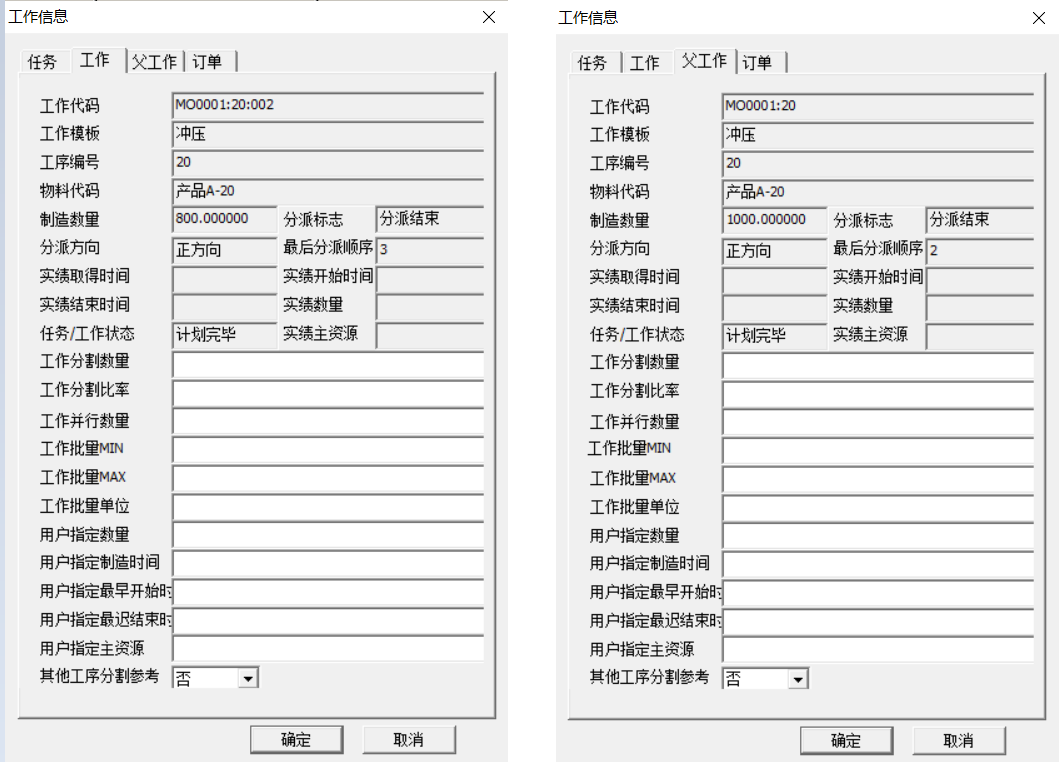 工作信息
任务 工作 父工作 订单
工作代码 MO0001:20:002
工作模板 冲压
工序编号 20
物料代码 产品A-20
制造数量 800.000000 分派标志 分派结束
分派方向 正方向 最后分派顺序 3
实绩取得时间 实绩开始时间
实绩结束时间 实绩数量
任务/工作状态 计划完毕 实绩主资源
工作分割数量
工作分割比率
工作并行数量
工作批量MIN
工作批量MAX
工作批量单位
用户指定数量
用户指定制造时间
用户指定最早开始时
用户指定最迟结束时
用户指定主资源
其他工序分割参考 否
确定 取消
工作信息
任务 工作 父工作 订单
工作代码 MO0001:20
工作模板 冲压
工序编号 20
物料代码 产品A-20
制造数量 1000.000000 分派标志 分派结束
分派方向 正方向 最后分派顺序 2
实绩取得时间 实绩开始时间
实绩结束时间 实绩数量
任务/工作状态 计划完毕 实绩主资源
工作分割数量
工作分割比率
工作并行数量
工作批量MIN
工作批量MAX
工作批量单位
用户指定数量
用户指定制造时间
用户指定最早开始时
用户指定最迟结束时
用户指定主资源
其他工序分割参考 否
确定 取消